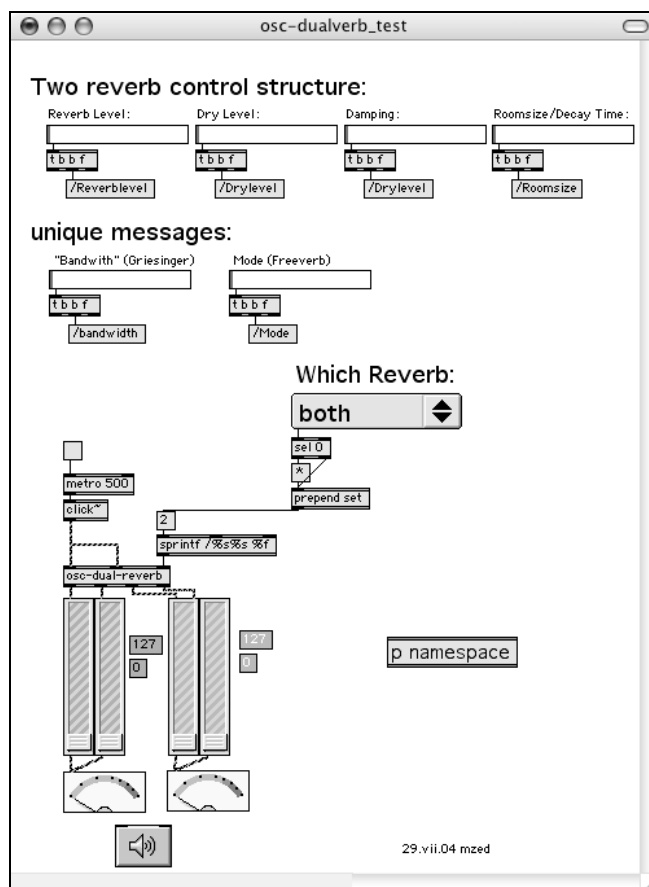 osc-dualverb_test
Two reverb control structure:
Reverb Level: Dry Level: Damping: Roomsize/Decay Time:
t b b f t b b f t b b f t b b f
/Reverblevel /Drylevel /Drylevel /Roomsize
unique messages:
"Bandwith" (Griesinger) Mode (Freeverb)
t b b f t b b f
/bandwidth /Mode
Which Reverb:
both
sel 0
*
metro 500
prepend set
click~
2
sprintf /%s%s %f
osc-dual-reverb
127 127
0 0
p namespace
29.vii.04 mzed